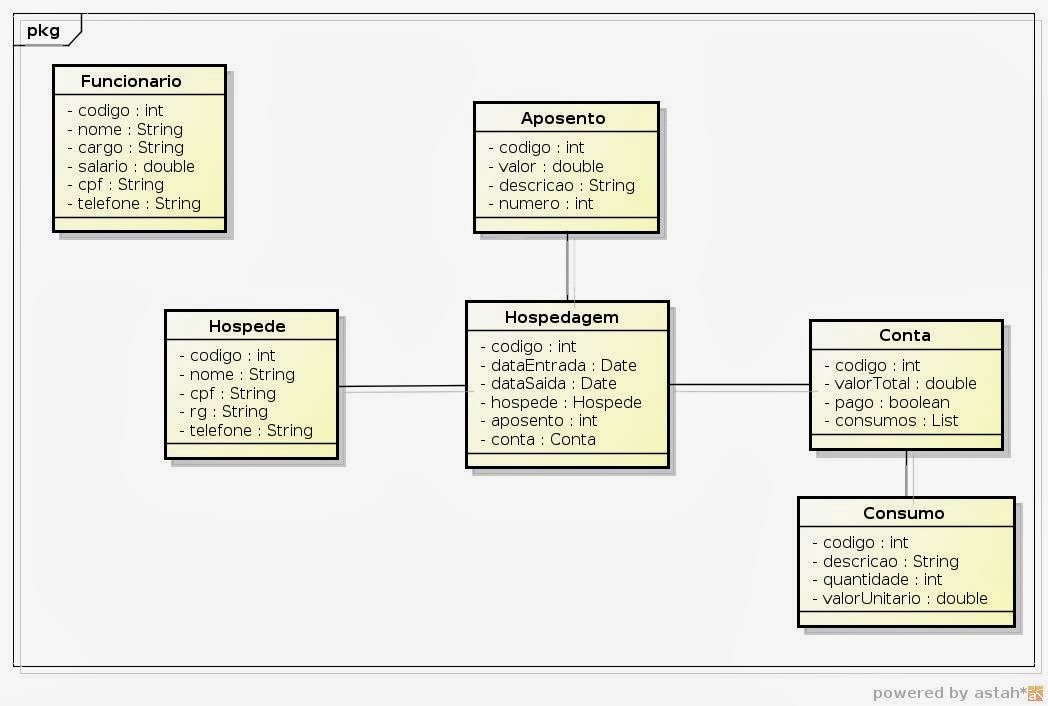 pkg
Funcionario
- codigo : int
- nome : String
- cargo : String
- salario : double
- cpf : String
- telefone : String
Aposento
- codigo : int
- valor : double
- descricao : String
- numero : int
Hospede
- codigo : int
- nome : String
- cpf : String
- rg : String
- telefone : String
Hospedagem
- codigo : int
- dataEntrada : Date
- dataSaida : Date
- hospede : Hospede
- aposento : int
- conta : Conta
Conta
- codigo : int
- valorTotal : double
- pago : boolean
- consumos : List
Consumo
- codigo : int
- descricao : String
- quantidade : int
- valorUnitario : double
powered by astah*